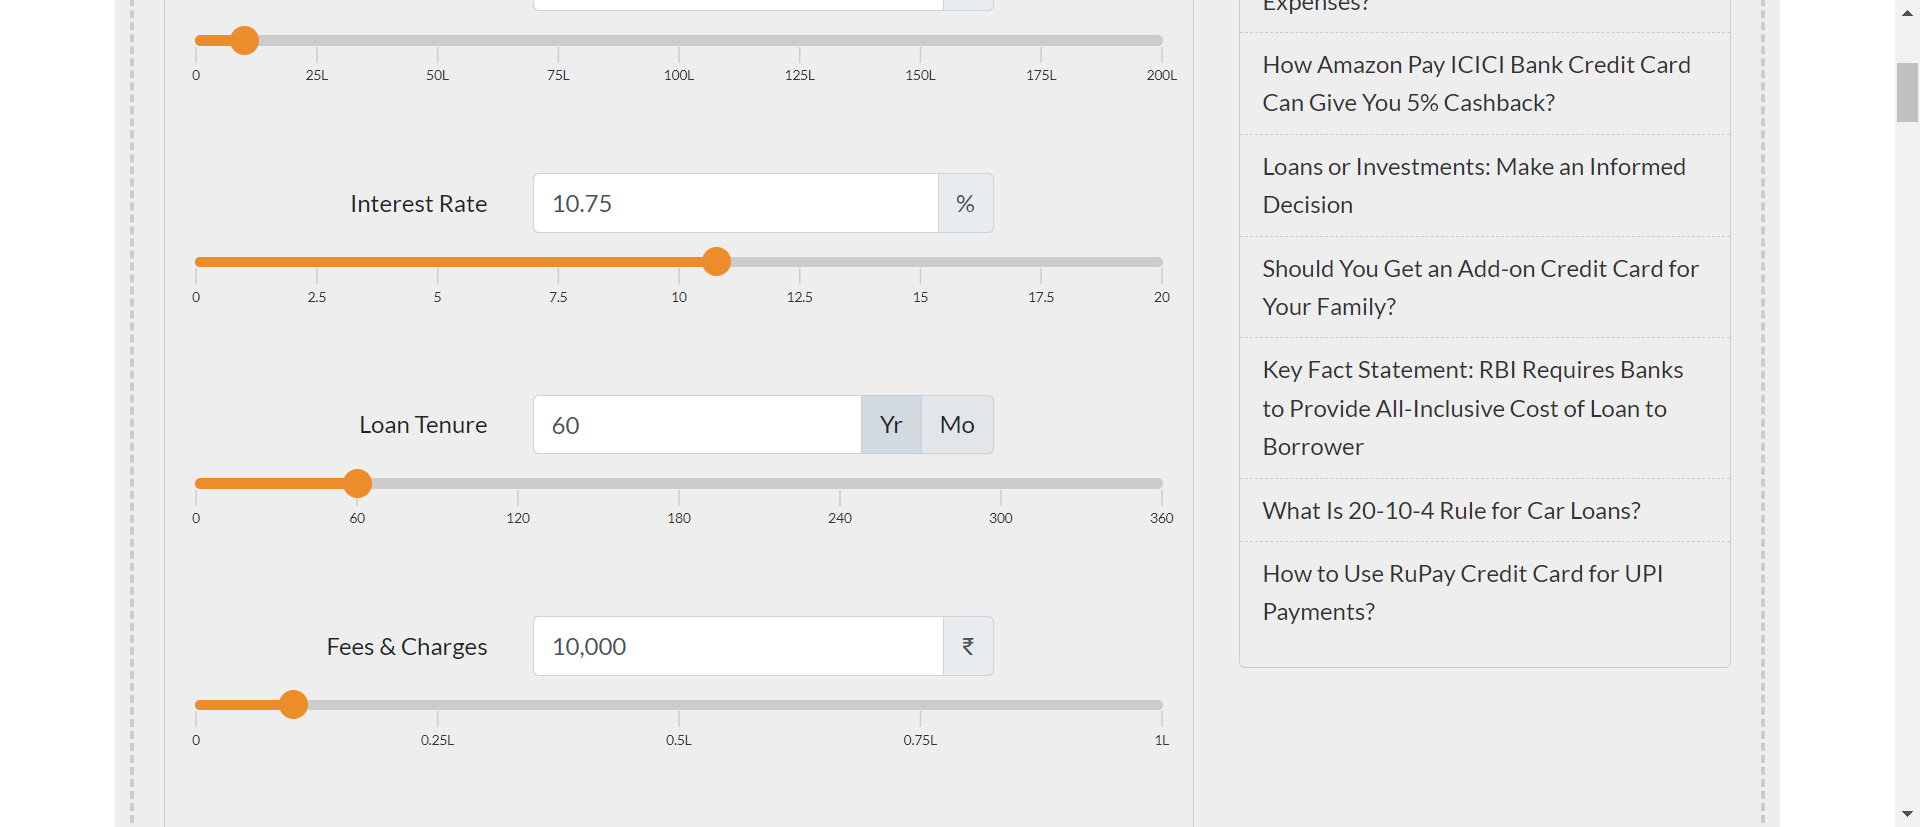 0 25L 50L 75L 100L 125L 150L 175L 200L
Interest Rate 10.75 %
0 2.5 5 7.5 10 12.5 15 17.5 20
Loan Tenure 60 Yr Mo
0 60 120 180 240 300 360
Fees & Charges 10,000 ₹
0 0.25L 0.5L 0.75L 1L
Expenses?
How Amazon Pay ICICI Bank Credit Card
Can Give You 5% Cashback?
Loans or Investments: Make an Informed
Decision
Should You Get an Add-on Credit Card for
Your Family?
Key Fact Statement: RBI Requires Banks
to Provide All-Inclusive Cost of Loan to
Borrower
What Is 20-10-4 Rule for Car Loans?
How to Use RuPay Credit Card for UPI
Payments?